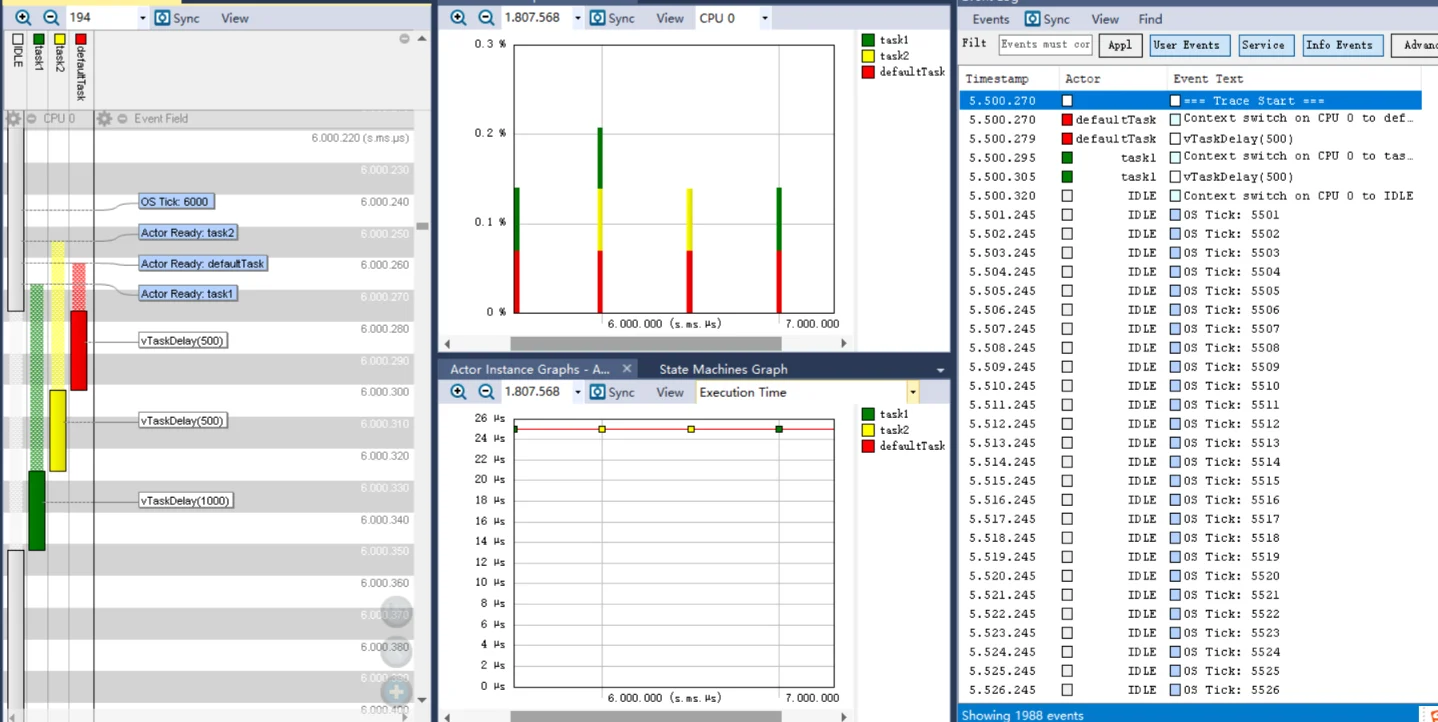 194
Sync
View
IDLE
task1
task2
defaultTask
CPU 0
Event Field
6.000.220 (s.ms.µs)
6.000.230
6.000.240
6.000.250
6.000.260
6.000.270
6.000.280
6.000.290
6.000.300
6.000.310
6.000.320
6.000.330
6.000.340
6.000.350
6.000.360
6.000.370
6.000.380
6.000.390
6.000.400
OS Tick: 6000
Actor Ready: task2
Actor Ready: defaultTask
Actor Ready: task1
vTaskDelay(500)
vTaskDelay(500)
vTaskDelay(1000)
1.807.568
Sync
View
CPU 0
0.3 %
0.2 %
0.1 %
0 %
6.000.000 (s.ms.µs)
7.000.000
task1
task2
defaultTask
Actor Instance Graphs - A...
State Machines Graph
1.807.568
Sync
View
Execution Time
26 µs
24 µs
22 µs
20 µs
18 µs
16 µs
14 µs
12 µs
10 µs
8 µs
6 µs
4 µs
2 µs
0 µs
6.000.000 (s.ms.µs)
7.000.000
task1
task2
defaultTask
Events
Sync
View
Find
Filt
Events must cor
Appl
User Events
Service
Info Events
Advanc
Timestamp Actor Event Text
5.500.270 === Trace Start ===
5.500.270 defaultTask Context switch on CPU 0 to def…
5.500.279 defaultTask vTaskDelay(500)
5.500.295 task1 Context switch on CPU 0 to tas…
5.500.305 task1 vTaskDelay(500)
5.500.320 IDLE Context switch on CPU 0 to IDLE
5.501.245 IDLE OS Tick: 5501
5.502.245 IDLE OS Tick: 5502
5.503.245 IDLE OS Tick: 5503
5.504.245 IDLE OS Tick: 5504
5.505.245 IDLE OS Tick: 5505
5.506.245 IDLE OS Tick: 5506
5.507.245 IDLE OS Tick: 5507
5.508.245 IDLE OS Tick: 5508
5.509.245 IDLE OS Tick: 5509
5.510.245 IDLE OS Tick: 5510
5.511.245 IDLE OS Tick: 5511
5.512.245 IDLE OS Tick: 5512
5.513.245 IDLE OS Tick: 5513
5.514.245 IDLE OS Tick: 5514
5.515.245 IDLE OS Tick: 5515
5.516.245 IDLE OS Tick: 5516
5.517.245 IDLE OS Tick: 5517
5.518.245 IDLE OS Tick: 5518
5.519.245 IDLE OS Tick: 5519
5.520.245 IDLE OS Tick: 5520
5.521.245 IDLE OS Tick: 5521
5.522.245 IDLE OS Tick: 5522
5.523.245 IDLE OS Tick: 5523
5.524.245 IDLE OS Tick: 5524
5.525.245 IDLE OS Tick: 5525
5.526.245 IDLE OS Tick: 5526
Showing 1988 events